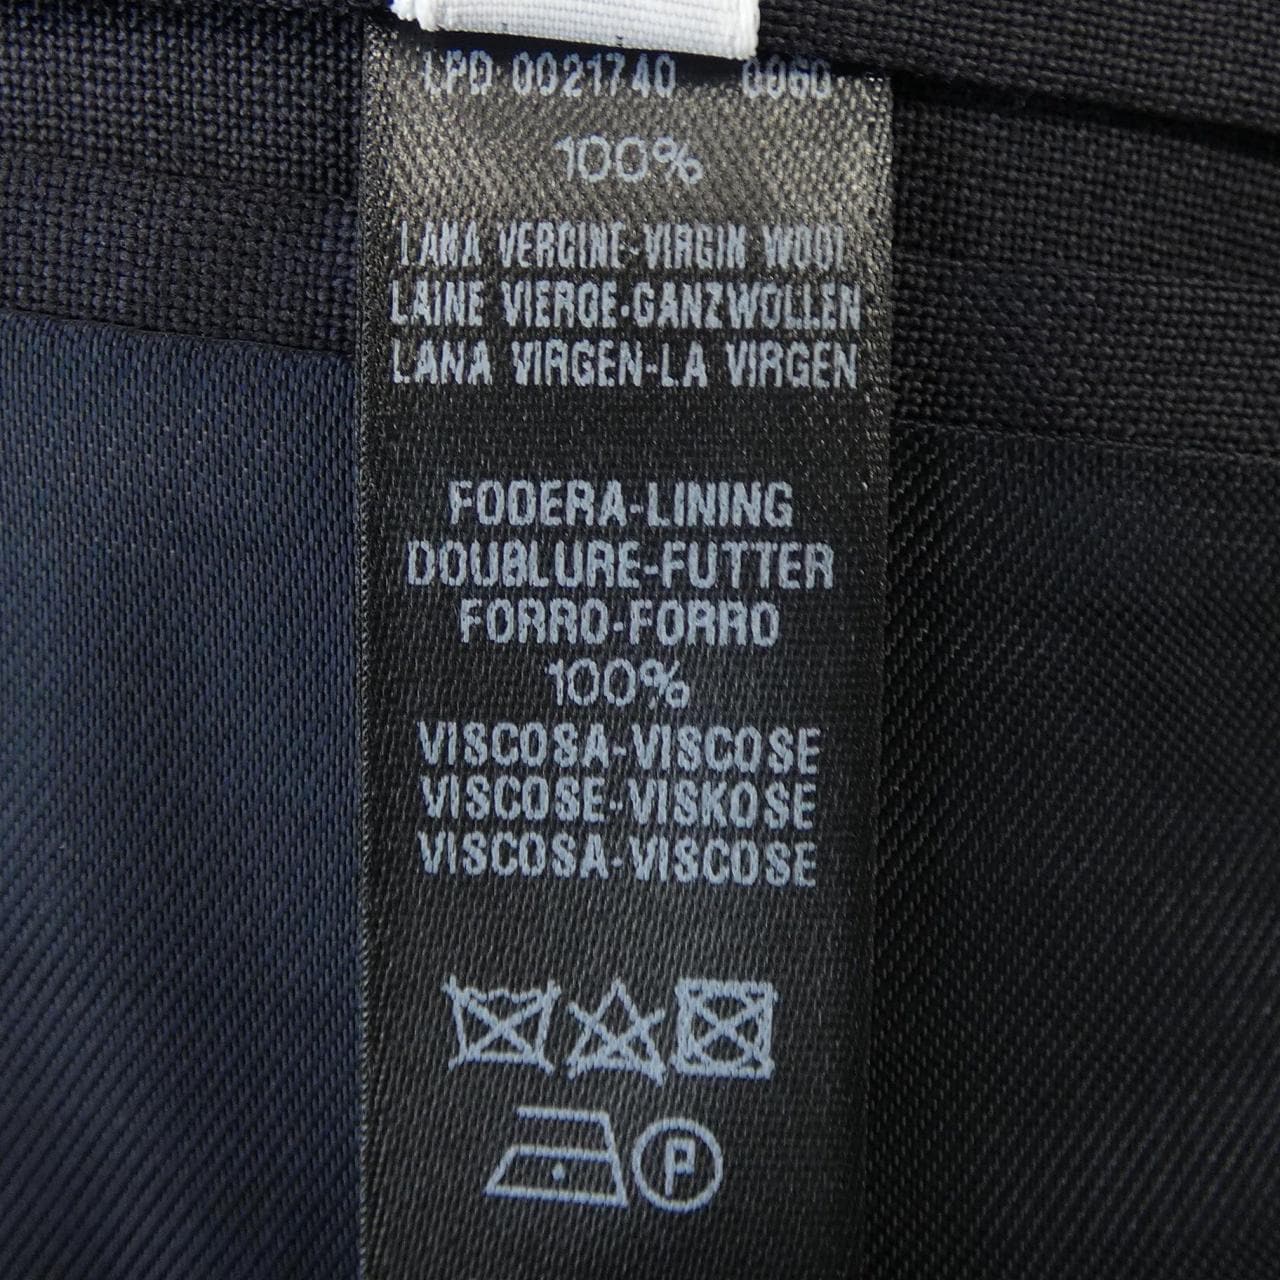 LPD 0021740 0060
100%
LANA VERGINE-VIRGIN WOOL
LAINE VIERGE-GANZWOLLEN
LANA VIRGEN-LA VIRGEN
FODERA-LINING
DOUBLURE-FUTTER
FORRO-FORRO
100%
VISCOSA-VISCOSE
VISCOSE-VISKOSE
VISCOSA-VISCOSE
P